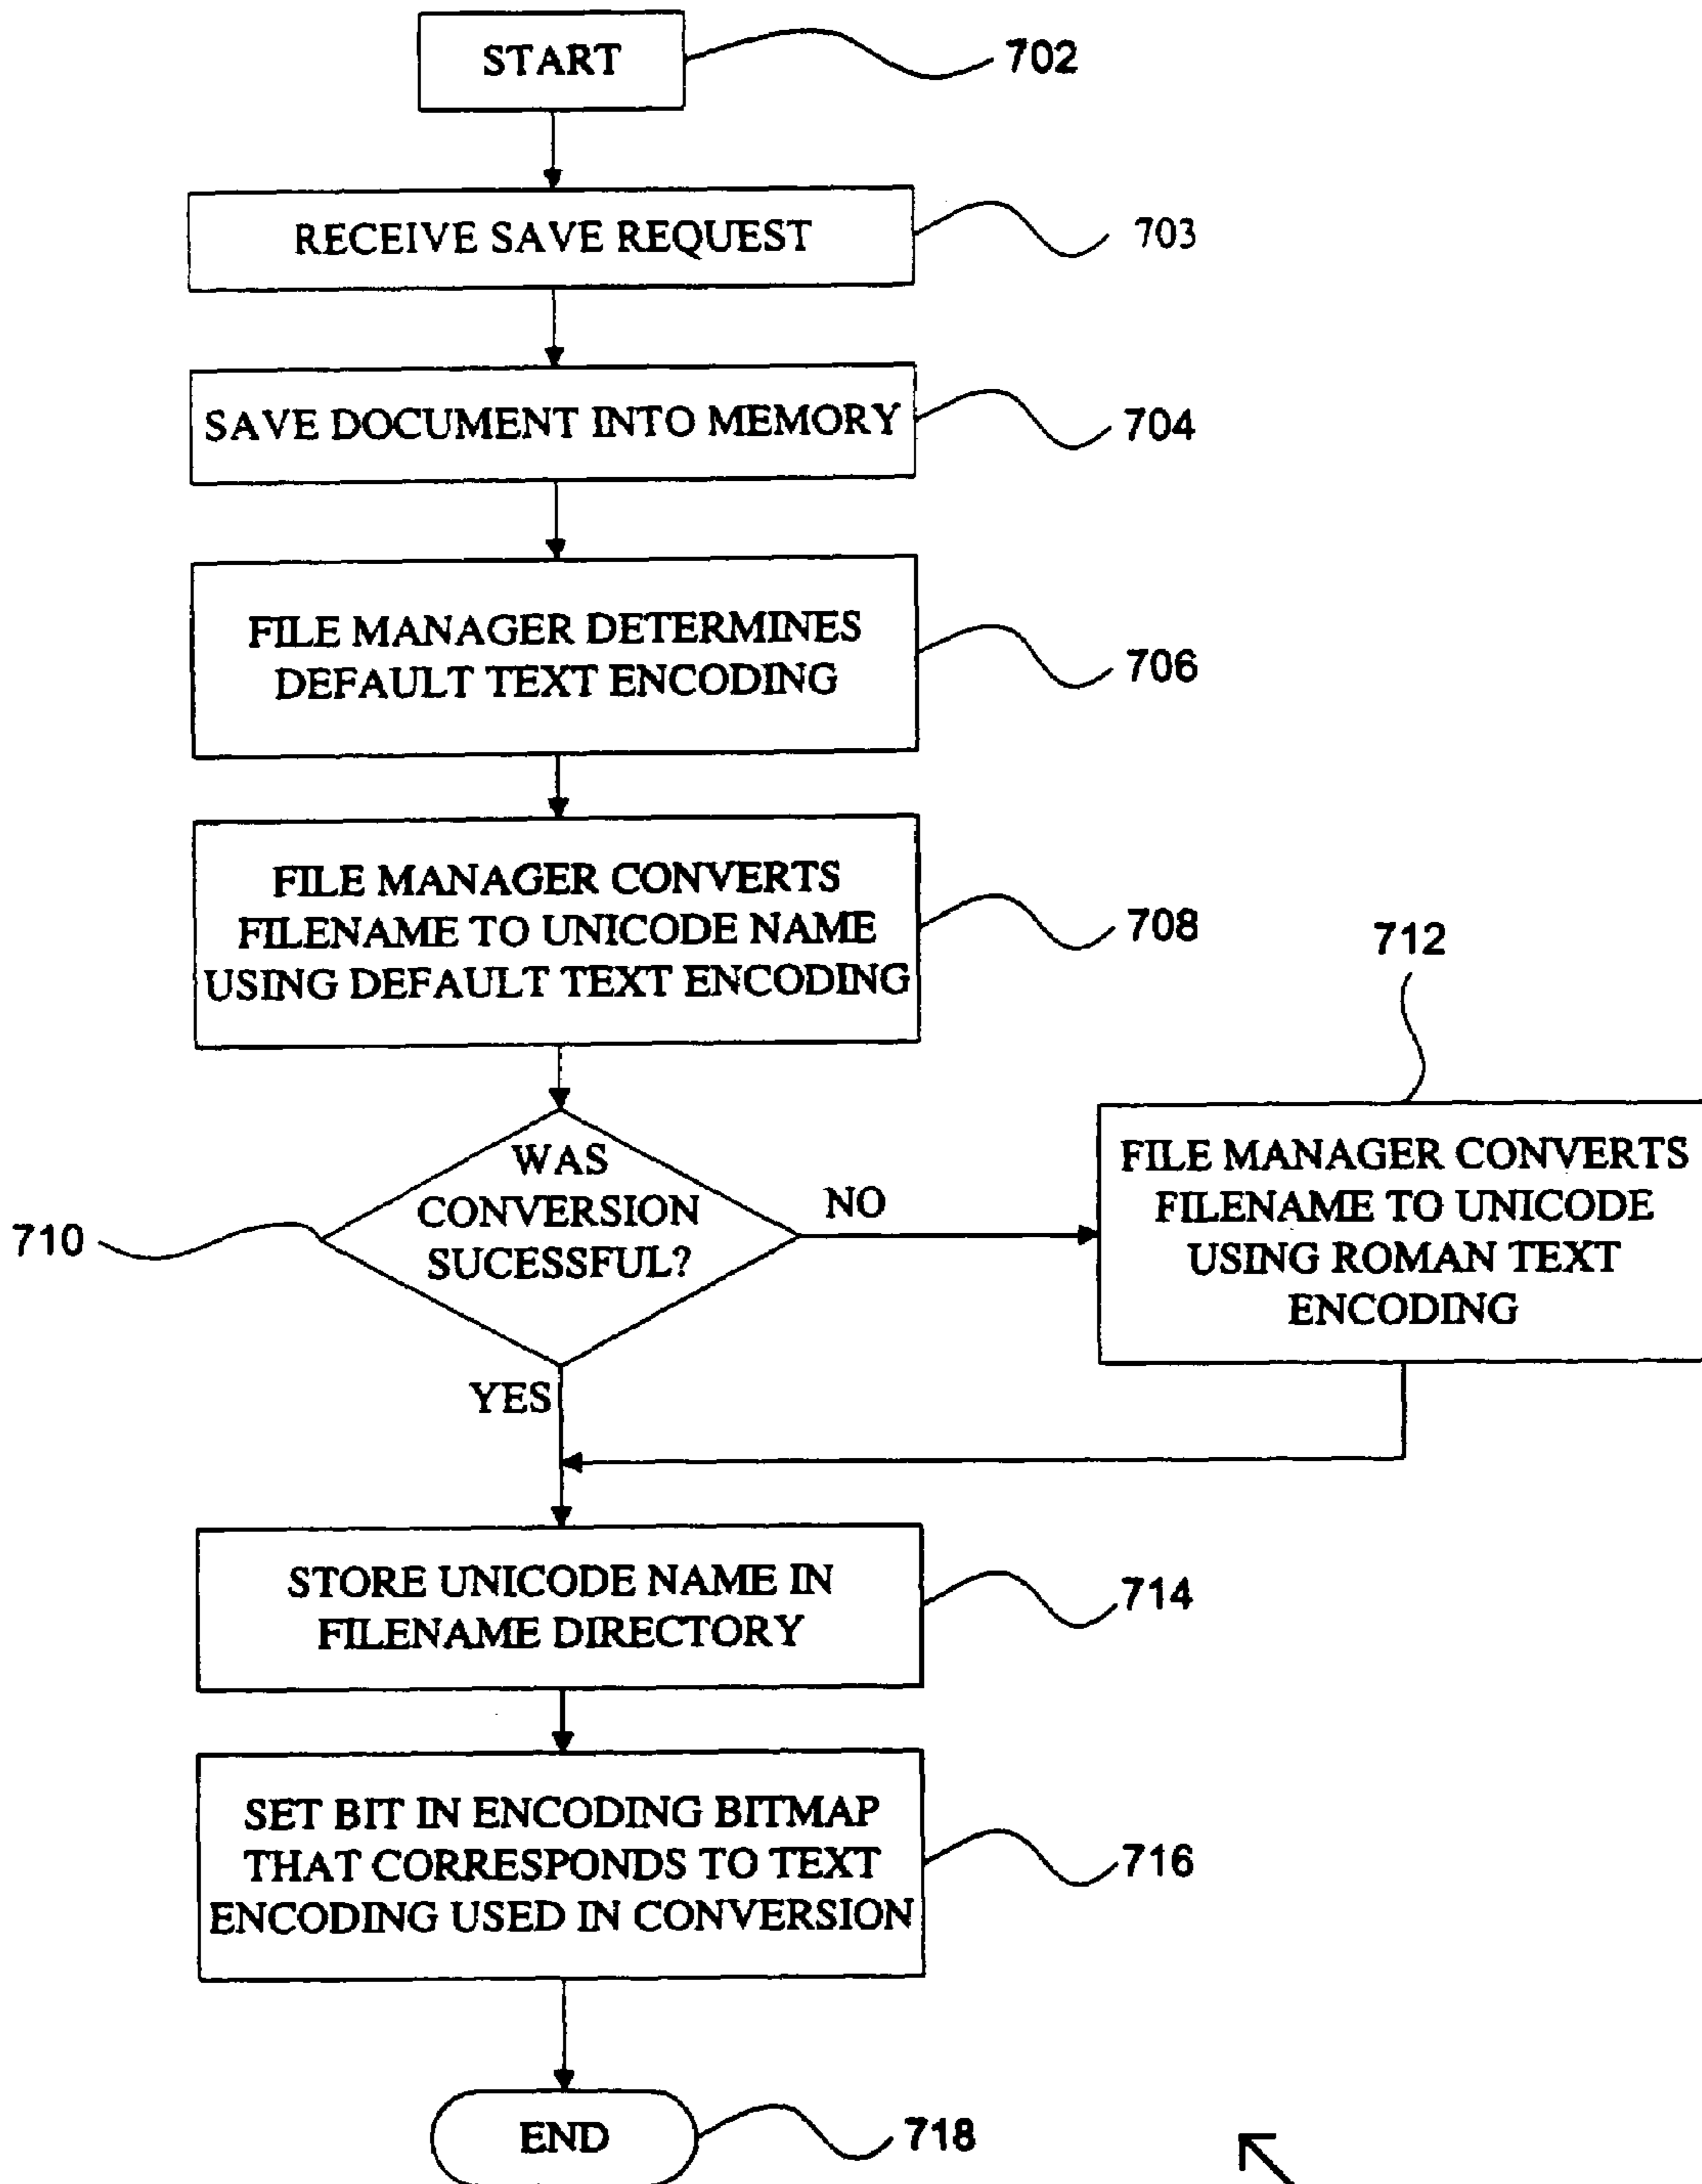 START
702
RECEIVE SAVE REQUEST
703
SAVE DOCUMENT INTO MEMORY
704
FILE MANAGER DETERMINES
DEFAULT TEXT ENCODING
706
FILE MANAGER CONVERTS
FILENAME TO UNICODE NAME
USING DEFAULT TEXT ENCODING
708
WAS
CONVERSION
SUCESSFUL?
710
NO
712
FILE MANAGER CONVERTS
FILENAME TO UNICODE
USING ROMAN TEXT
ENCODING
YES
STORE UNICODE NAME IN
FILENAME DIRECTORY
714
SET BIT IN ENCODING BITMAP
THAT CORRESPONDS TO TEXT
ENCODING USED IN CONVERSION
716
END
718